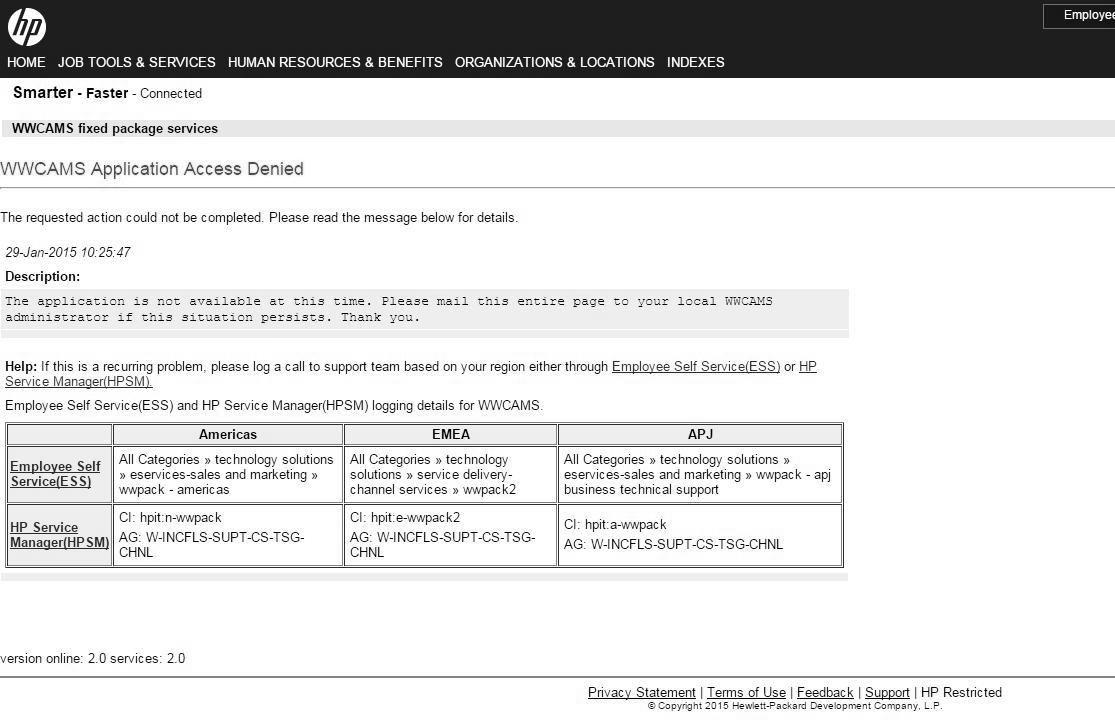 hp
Employee
HOME JOB TOOLS & SERVICES HUMAN RESOURCES & BENEFITS ORGANIZATIONS & LOCATIONS INDEXES
Smarter - Faster - Connected
WWCAMS fixed package services
WWCAMS Application Access Denied
The requested action could not be completed. Please read the message below for details.
29-Jan-2015 10:25:47
Description:
The application is not available at this time. Please mail this entire page to your local WWCAMS
administrator if this situation persists. Thank you.
Help: If this is a recurring problem, please log a call to support team based on your region either through Employee Self Service(ESS) or HP
Service Manager(HPSM).
Employee Self Service(ESS) and HP Service Manager(HPSM) logging details for WWCAMS.
Americas EMEA APJ
Employee Self
Service(ESS)
All Categories » technology solutions
» eservices-sales and marketing »
wwpack - americas
All Categories » technology
solutions » service delivery-
channel services » wwpack2
All Categories » technology solutions »
eservices-sales and marketing » wwpack - apj
business technical support
HP Service
Manager(HPSM)
CI: hpit:n-wwpack
AG: W-INCFLS-SUPT-CS-TSG-
CHNL
CI: hpit:e-wwpack2
AG: W-INCFLS-SUPT-CS-TSG-
CHNL
CI: hpit:a-wwpack
AG: W-INCFLS-SUPT-CS-TSG-CHNL
version online: 2.0 services: 2.0
Privacy Statement | Terms of Use | Feedback | Support | HP Restricted
© Copyright 2015 Hewlett-Packard Development Company, L.P.